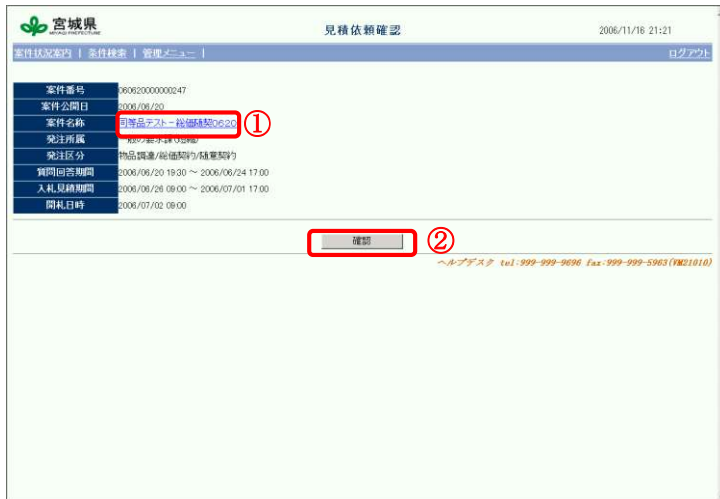 宮城県
MIYAGI PREFECTURE
見積依頼確認
2006/11/16 21:21
案件状況案内 | 条件検索 | 管理メニュー |
ログアウト
案件番号 060620000000247
案件公開日 2006/06/20
案件名称 同等品テスト-総価随契0620 ①
発注所属
発注区分 物品調達/総価契約/随意契約
質問回答期間 2006/06/20 19:30 ～ 2006/06/24 17:00
入札見積期間 2006/06/26 09:00 ～ 2006/07/01 17:00
開札日時 2006/07/02 09:00
確認 ②
ヘルプデスク tel:999-999-9696 fax:999-999-5963(VM21010)